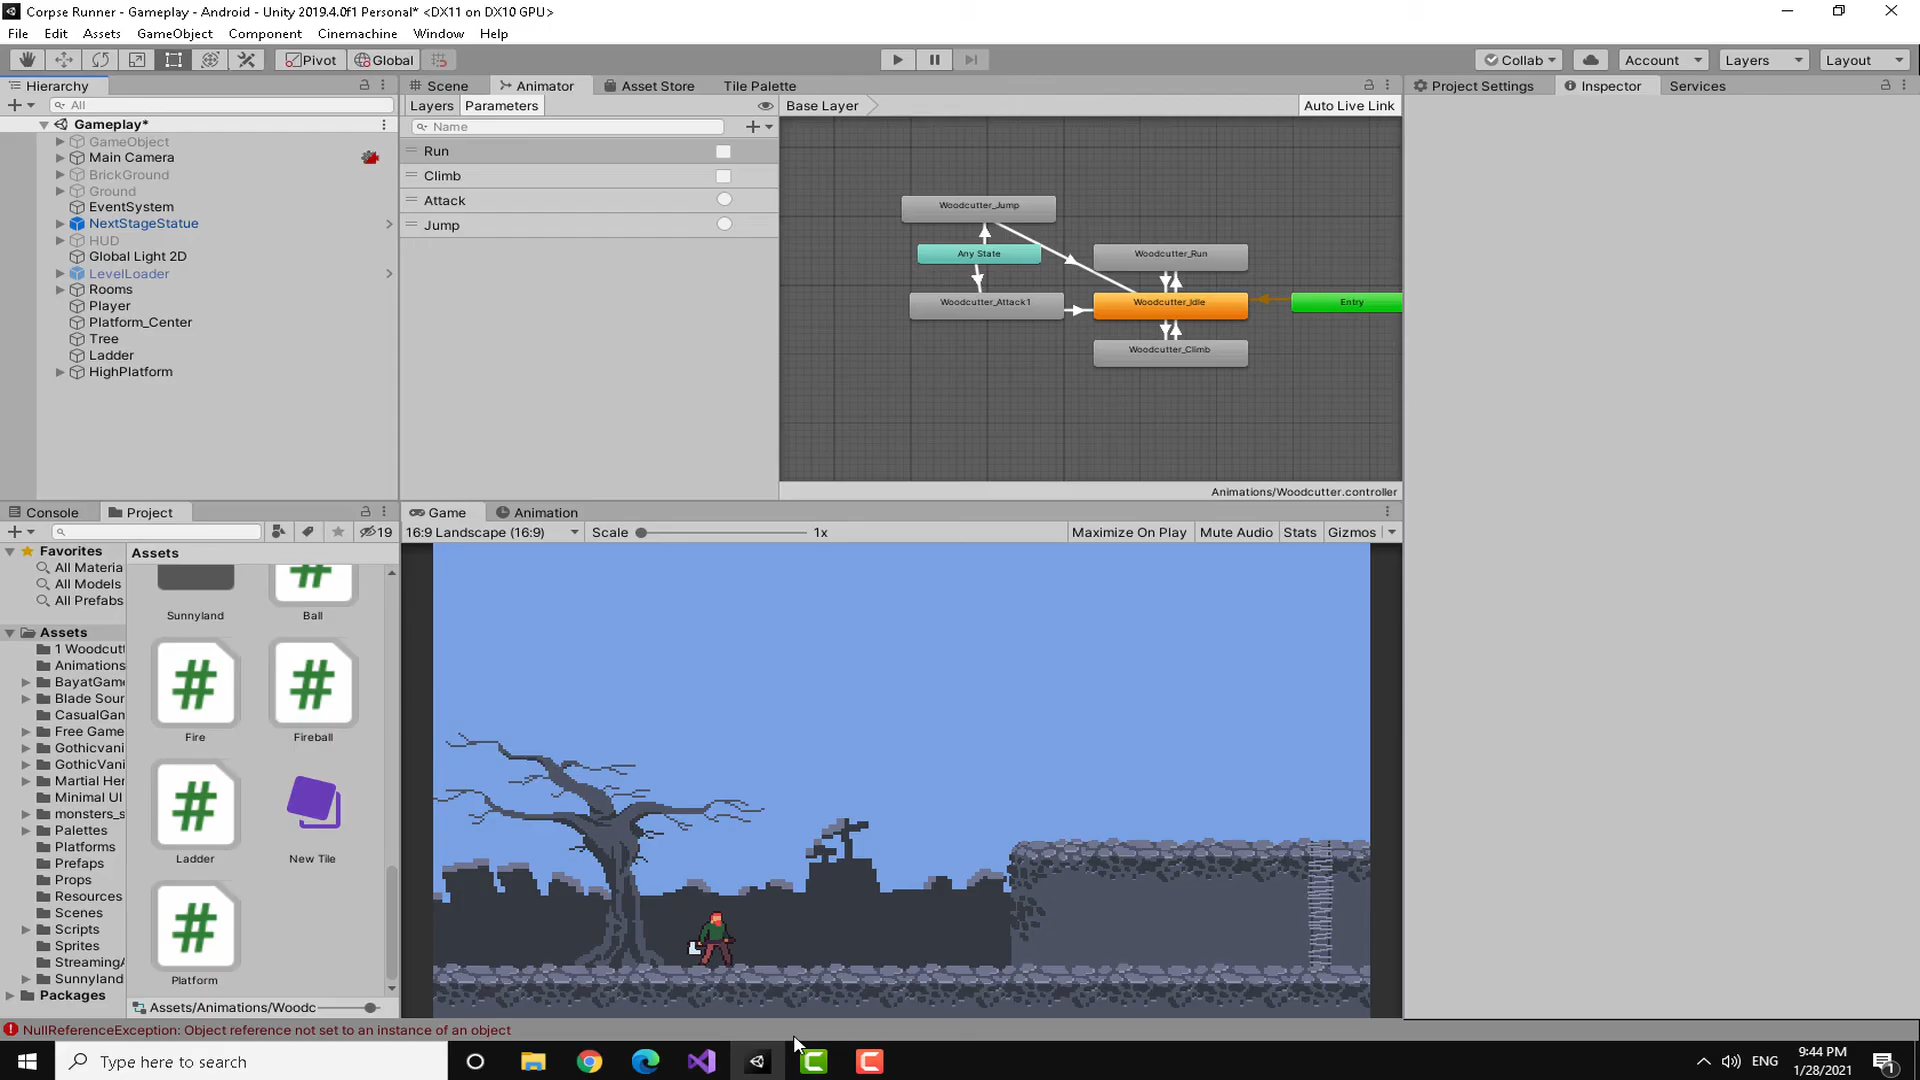 Corpse Runner - Gameplay - Android - Unity 2019.4.0f1 Personal* <DX11 on DX10 GPU>
File Edit Assets GameObject Component Cinemachine Window Help
Pivot Global Collab Account Layers Layout
Hierarchy Scene Animator Asset Store Tile Palette Project Settings Inspector Services
All Layers Parameters Base Layer Auto Live Link
Gameplay*
Name
GameObject
Main Camera
BrickGround
Ground
EventSystem
NextStageStatue
HUD
Global Light 2D
LevelLoader
Rooms
Player
Platform_Center
Tree
Ladder
HighPlatform
Run
Climb
Attack
Jump
Woodcutter_Jump
Any State Woodcutter_Run
Woodcutter_Attack1 Woodcutter_Idle Entry
Woodcutter_Climb
Animations/Woodcutter.controller
Console Project Game Animation
19 16:9 Landscape (16:9) Scale 1x Maximize On Play Mute Audio Stats Gizmos
Favorites
All Materia
All Models
All Prefabs
Assets
1 Woodcutt
Animations
BayatGame
Blade Sour
CasualGan
Free Game
Gothicvani
GothicVani
Martial Her
Minimal UI
monsters_s
Palettes
Platforms
Prefaps
Props
Resources
Scenes
Scripts
Sprites
StreamingA
Sunnyland
Packages
Assets
Sunnyland Ball
Fire Fireball
Ladder New Tile
Platform
Assets/Animations/Woodc
NullReferenceException: Object reference not set to an instance of an object
Type here to search
ENG
9:44 PM
1/28/2021
1